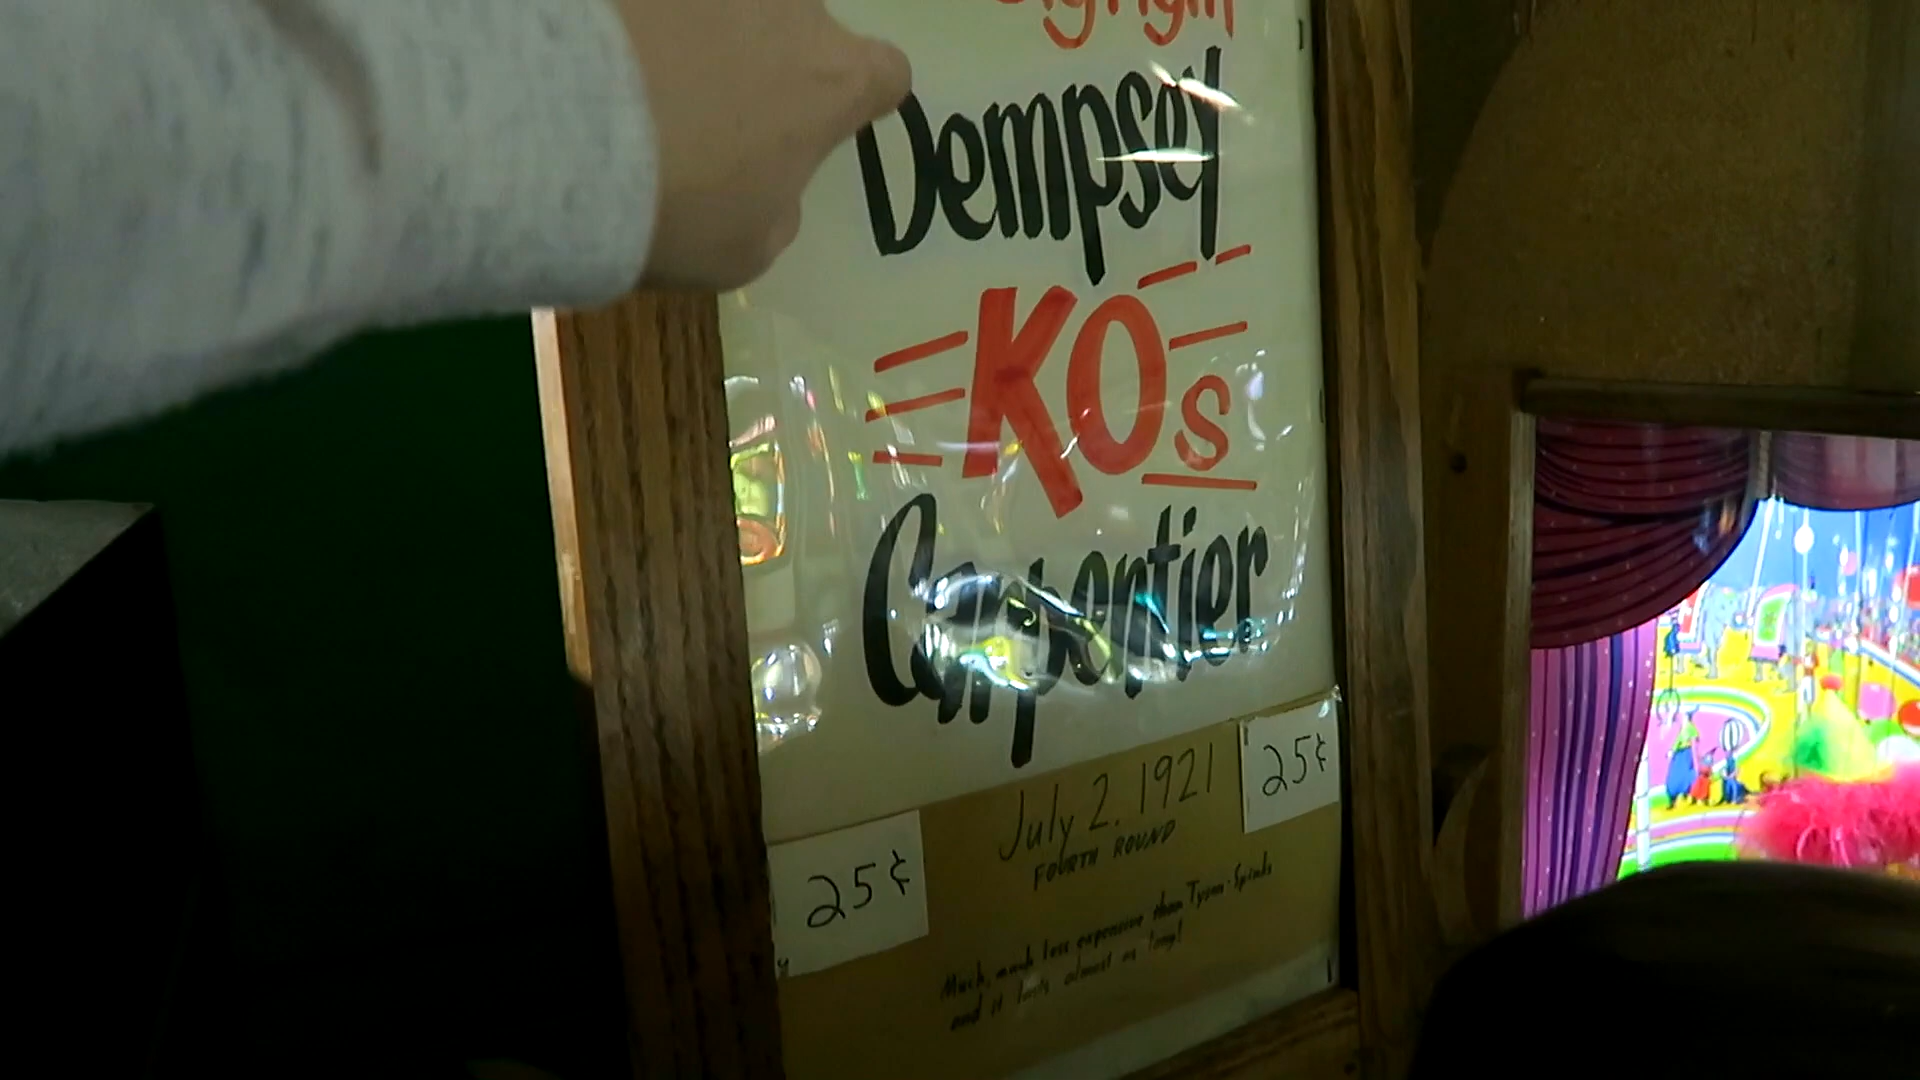 Dempsey
KOs
Carpentier
July 2, 1921
25¢
FOURTH ROUND
25¢
Much, much less expensive than Tyson-Spinks
and it lasts almost as long!